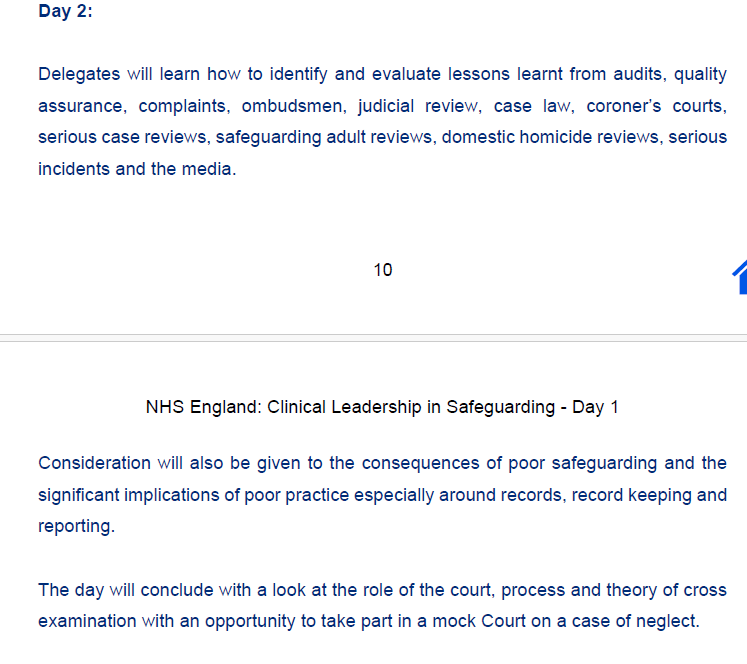 Day 2:
Delegates will learn how to identify and evaluate lessons learnt from audits, quality
assurance, complaints, ombudsmen, judicial review, case law, coroner's courts,
serious case reviews, safeguarding adult reviews, domestic homicide reviews, serious
incidents and the media.
10
NHS England: Clinical Leadership in Safeguarding - Day 1
Consideration will also be given to the consequences of poor safeguarding and the
significant implications of poor practice especially around records, record keeping and
reporting.
The day will conclude with a look at the role of the court, process and theory of cross
examination with an opportunity to take part in a mock Court on a case of neglect.